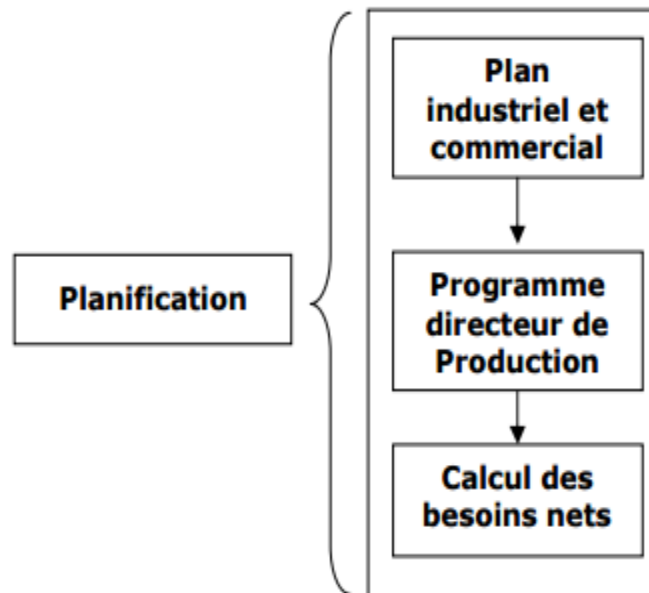 Plan
industriel et
commercial
Planification
Programme
directeur de
Production
Calcul des
besoins nets